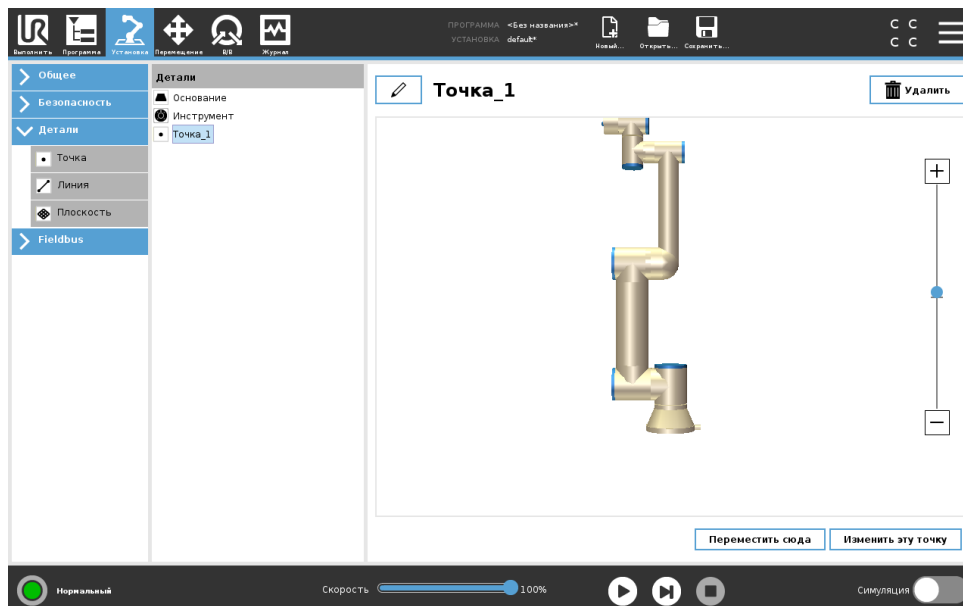 Выполнить Программа Установка Перемещение В/В Журнал
ПРОГРАММА <Без названия>*
УСТАНОВКА default*
Новый... Открыть... Сохранить...
C C
C C
Общее
Безопасность
Детали
Точка
Линия
Плоскость
Fieldbus
Детали
Основание
Инструмент
Точка_1
Точка_1
Удалить
Переместить сюда
Изменить эту точку
Нормальный
Скорость
100%
Симуляция